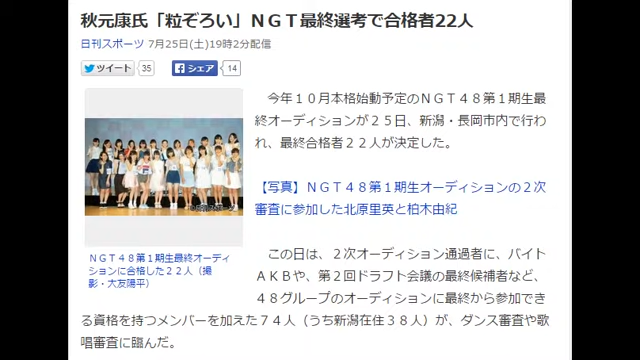 秋元康氏「粒ぞろい」NGT最終選考で合格者22人
日刊スポーツ 7月25日(土)19時2分配信
ツイート 35 シェア 14
今年10月本格始動予定のNGT48第1期生最
終オーディションが25日、新潟・長岡市内で行わ
れ、最終合格者22人が決定した。
【写真】NGT48第1期生オーディションの2次
審査に参加した北原里英と柏木由紀
NGT48第1期生最終オーディ
ションに合格した22人(撮
影・大友陽平)
この日は、2次オーディション通過者に、バイト
AKBや、第2回ドラフト会議の最終候補者など、
48グループのオーディションに最終から参加でき
る資格を持つメンバーを加えた74人(うち新潟在住38人)が、ダンス審査や歌
唱審査に臨んだ。